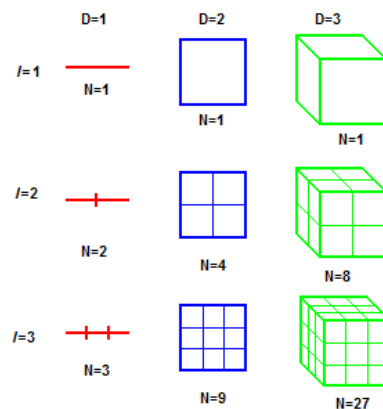 D=1 D=2 D=3
l=1
N=1 N=1 N=1
l=2
N=2 N=4 N=8
l=3
N=3 N=9 N=27